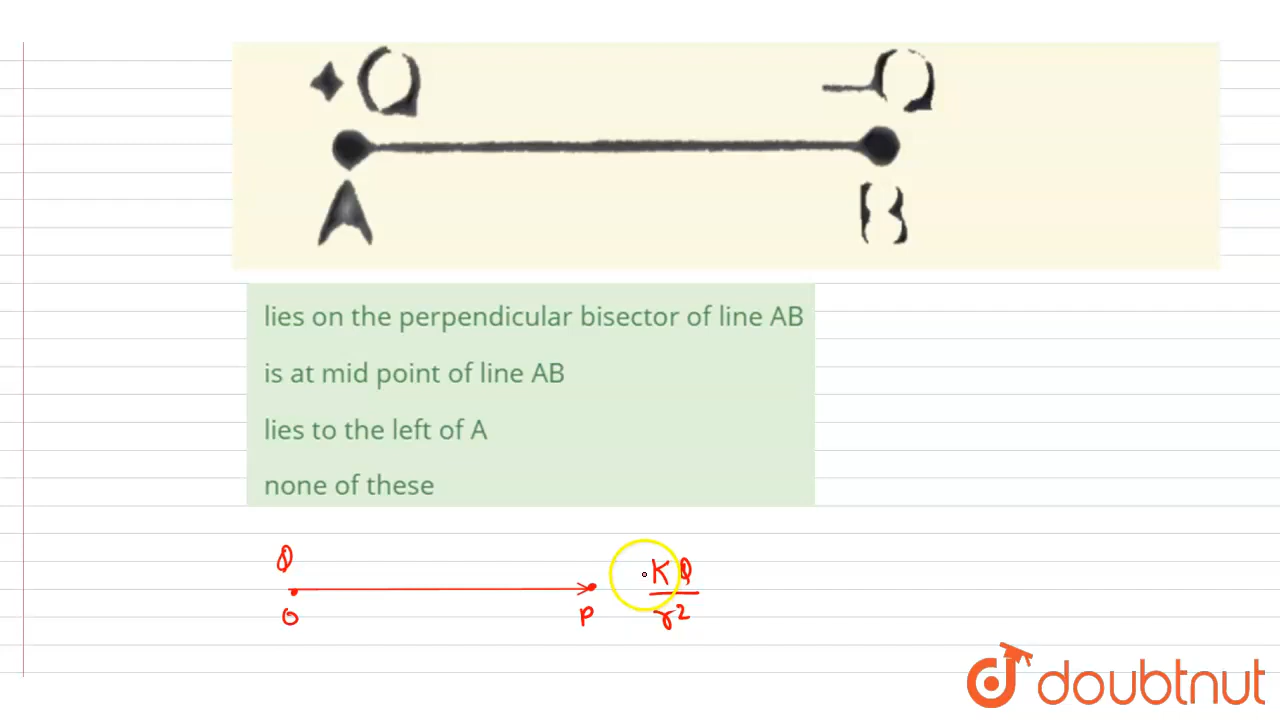 +Q -Q
A B
lies on the perpendicular bisector of line AB
is at mid point of line AB
lies to the left of A
none of these
Q
O P
KQ
r²
doubtnut